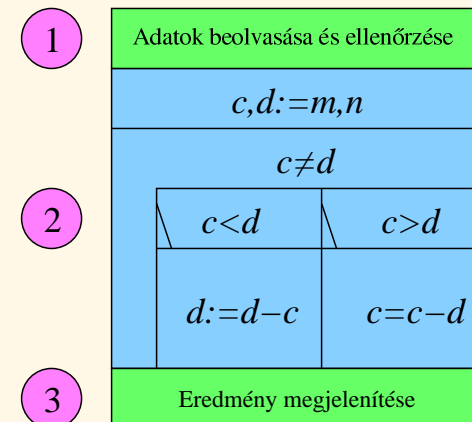 1
Adatok beolvasása és ellenőrzése
c,d:=m,n
c≠d
2
c<d
c>d
d:=d−c
c=c−d
3
Eredmény megjelenítése